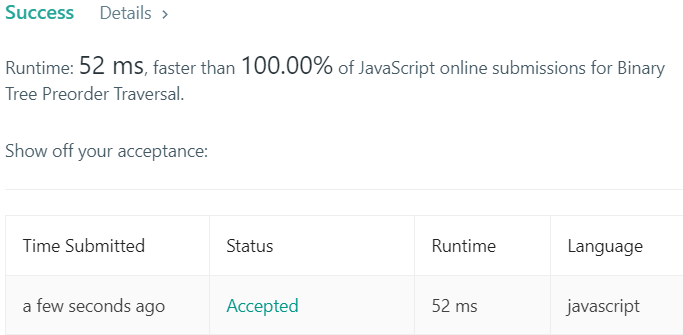 Success Details >
Runtime: 52 ms, faster than 100.00% of JavaScript online submissions for Binary
Tree Preorder Traversal.
Show off your acceptance:
Time Submitted Status Runtime Language
a few seconds ago Accepted 52 ms javascript